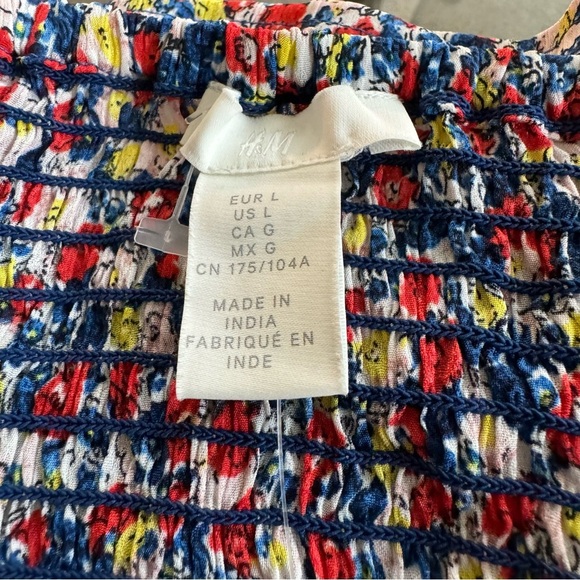 H&M
EUR L
US L
CA G
MX G
CN 175/104A
MADE IN
INDIA
FABRIQUÉ EN
INDE